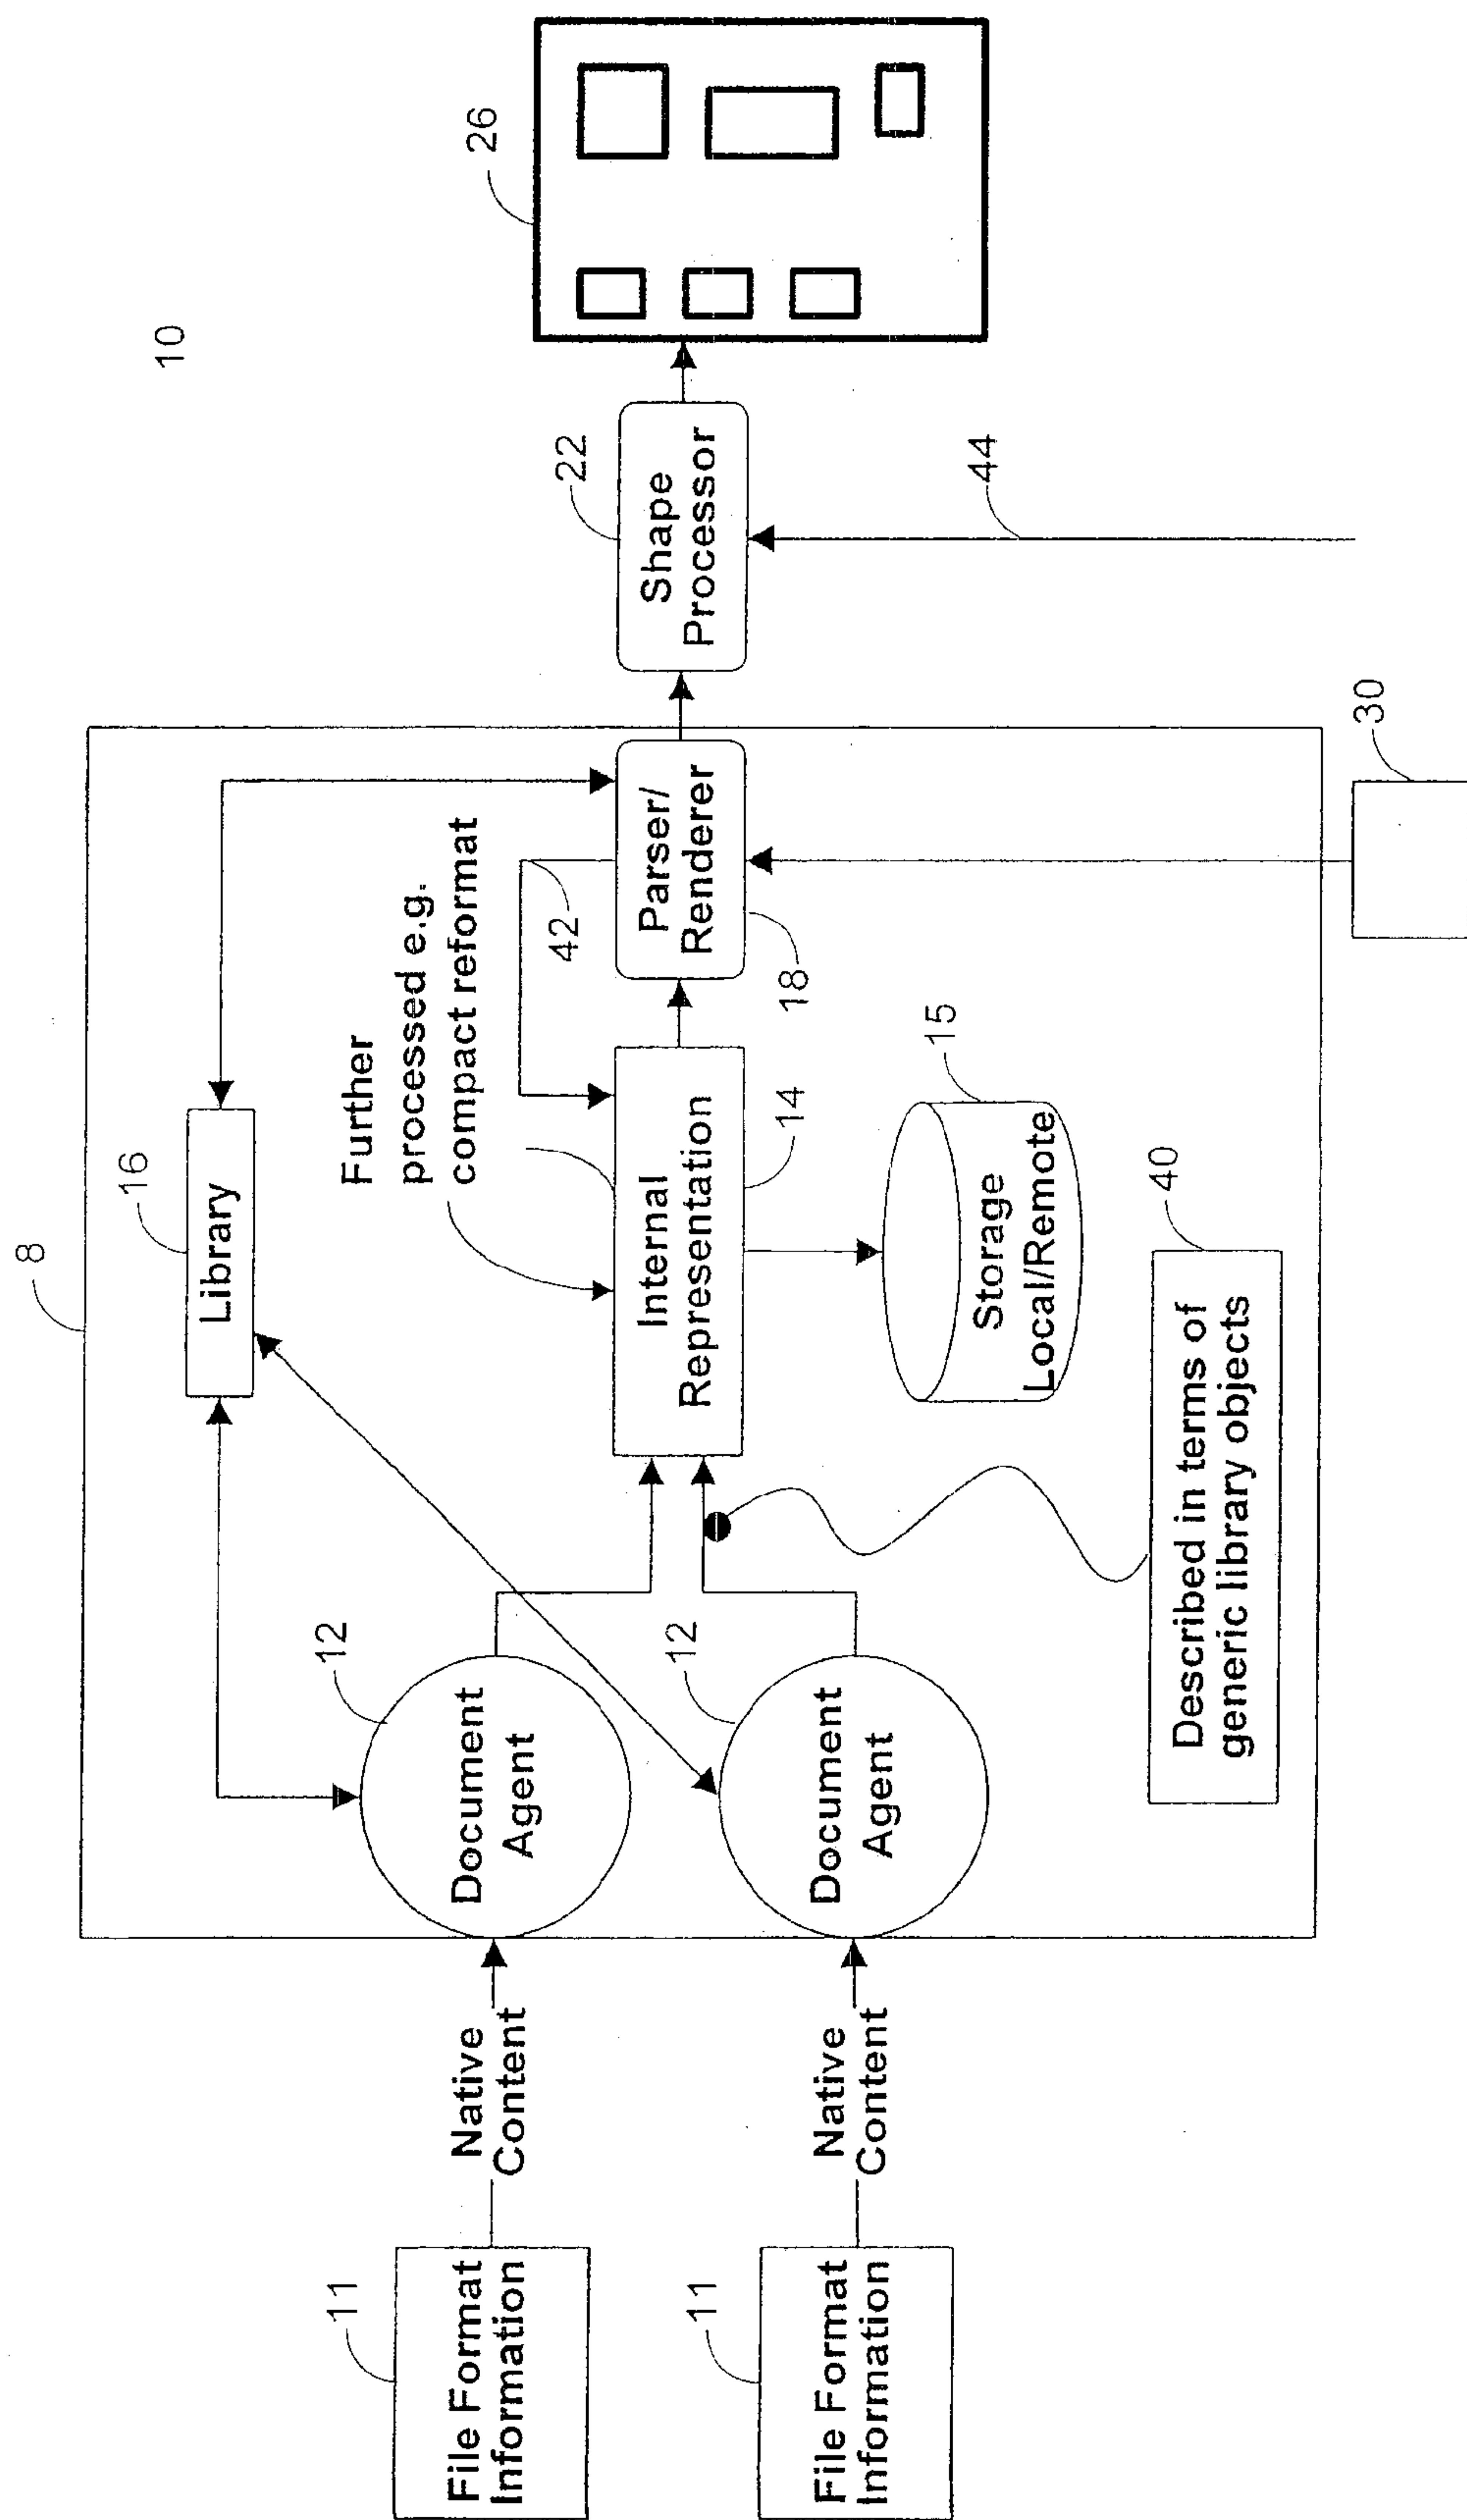 10
8
16
Library
26
12
Document
Agent
Further
processed e.g.
compact reformat
42
Internal
Representation
14
Parser/
Renderer
18
22
Shape
Processor
44
11
File Format
Information
Native
Content
12
Document
Agent
11
File Format
Information
Native
Content
15
Storage
Local/Remote
40
Described in terms of
generic library objects
30